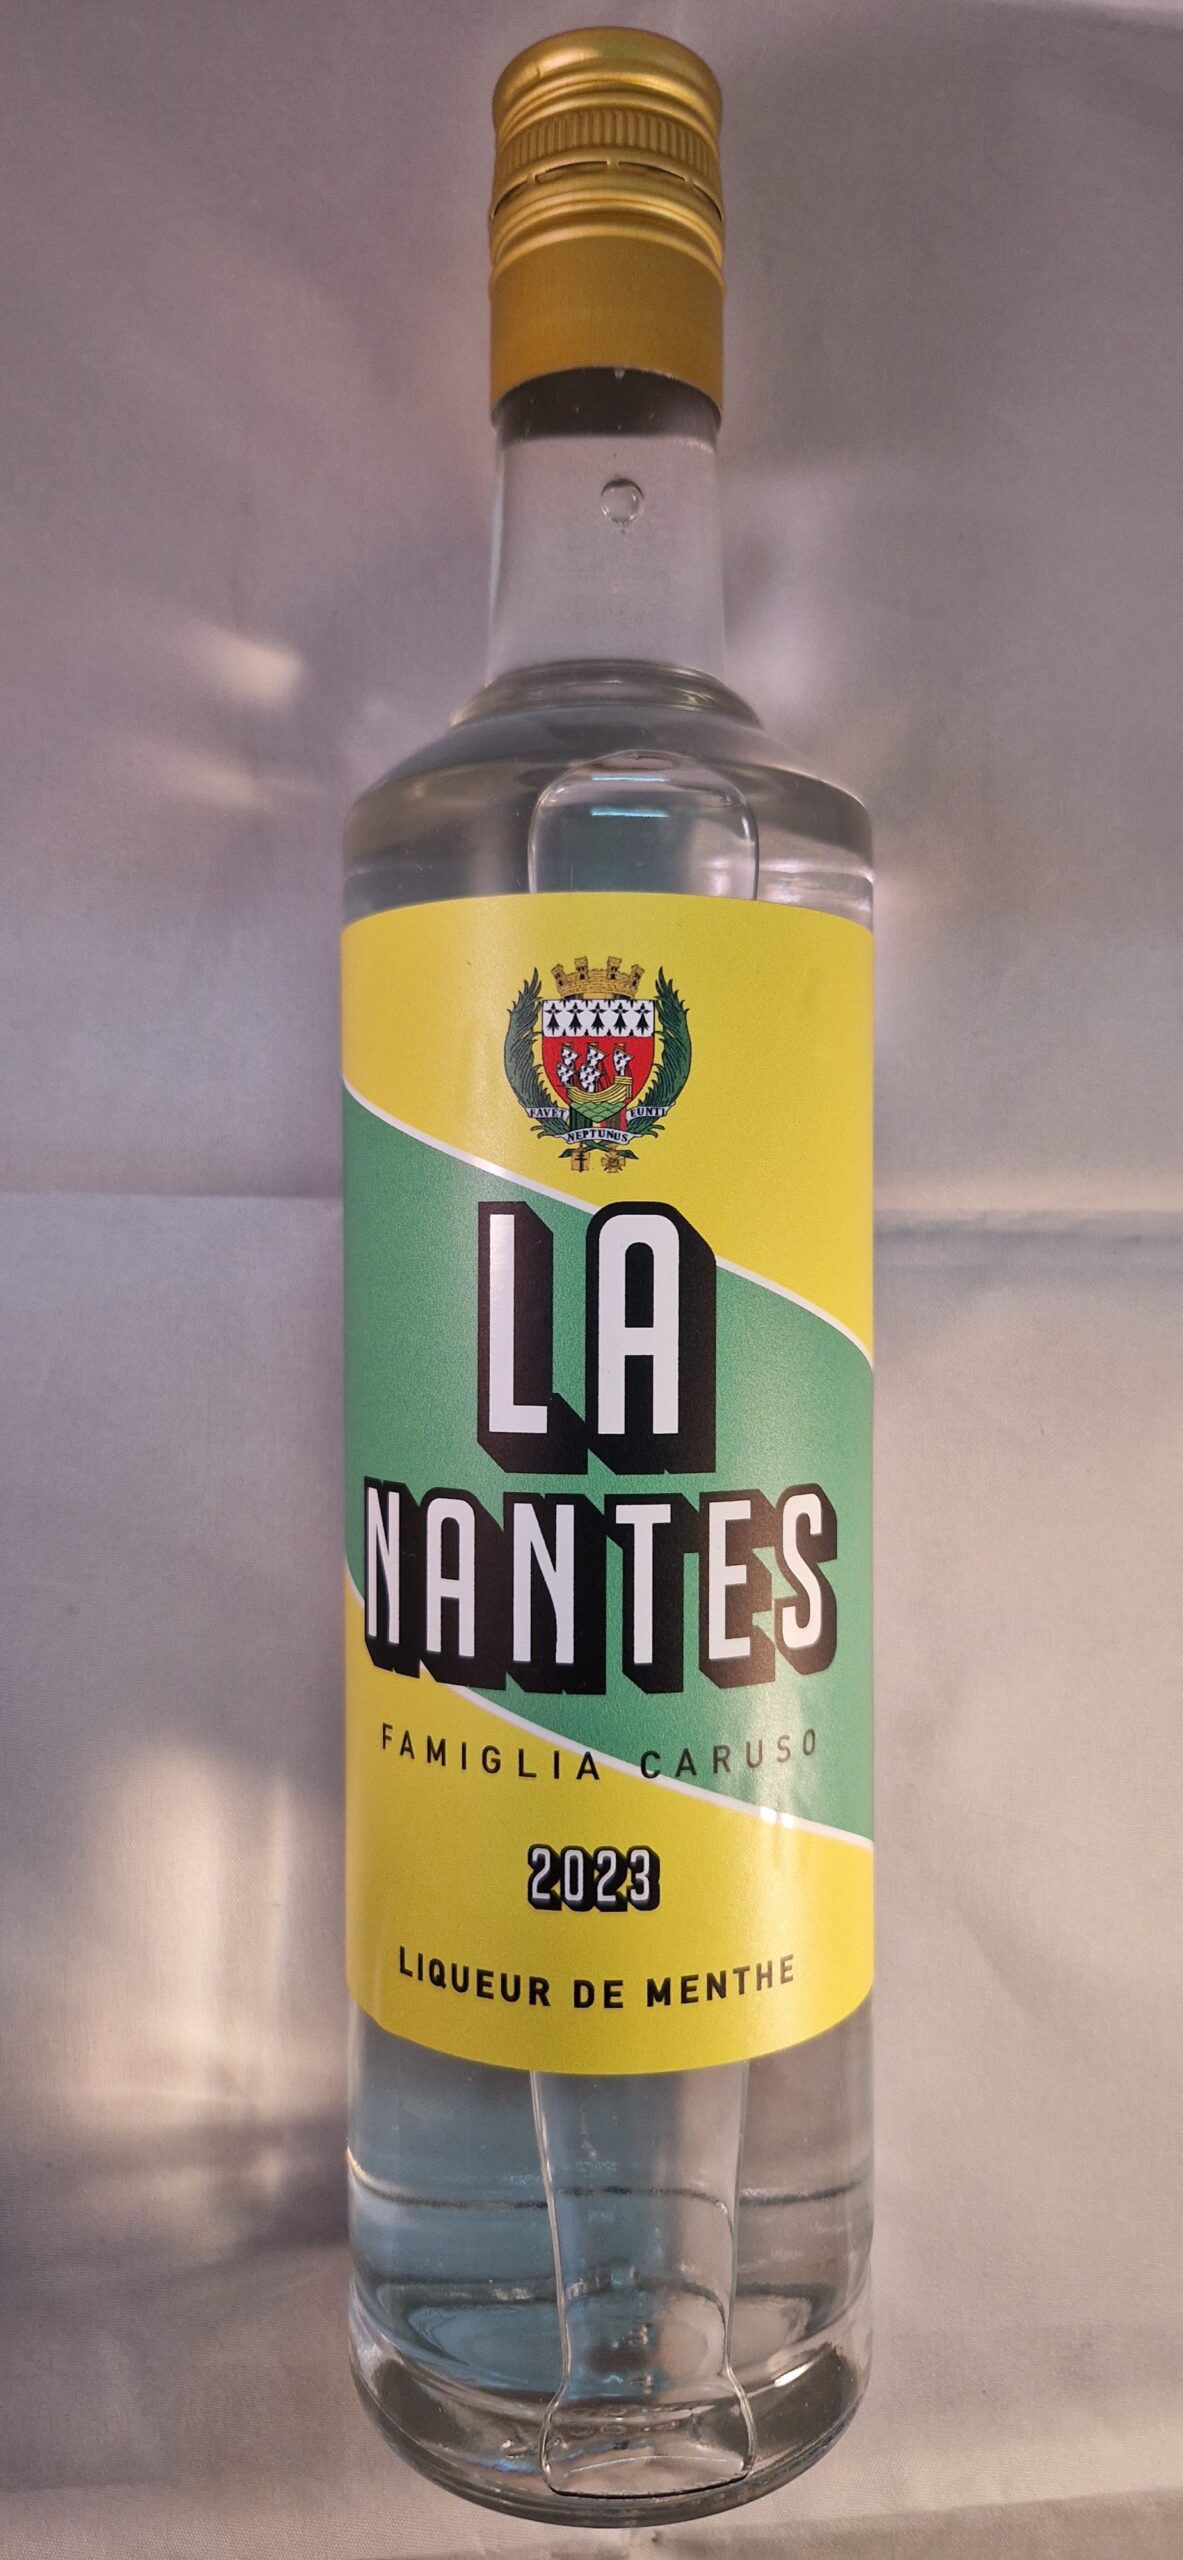 FAVET EUNTI
NEPTUNUS
LA
NANTES
FAMIGLIA CARUSO
2023
LIQUEUR DE MENTHE